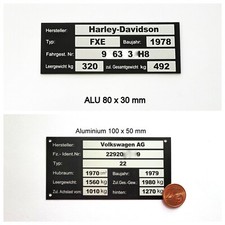 Hersteller: Harley-Davidson
Typ: FXE Baujahr: 1978
Fahrgest. Nr: 9 63 3 H8
Leergewicht kg 320 zul. Gesamtgewicht kg 492
ALU 80 x 30 mm
Aluminium 100 x 50 mm
Hersteller: Volkswagen AG
Fz.- Ident.Nr: 22920 9
Typ: 22
Hubraum: 1970 cm³ Baujahr: 1979
Leergewicht: 1560 kg Zul.Ges.-Gew.: 1980 kg
Zul. Achslast vorn: 1010 kg hinten: 1270 kg